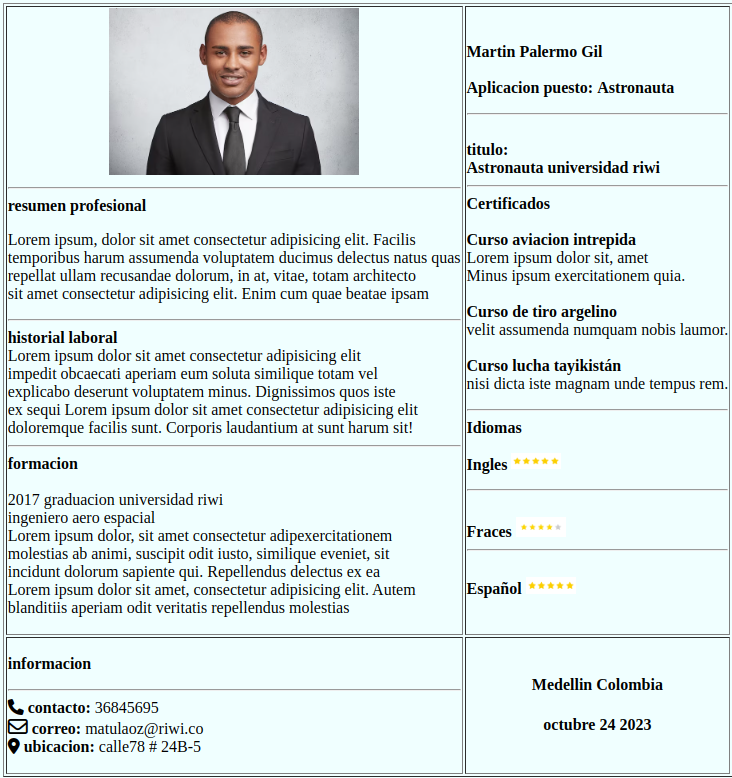 resumen profesional
Lorem ipsum, dolor sit amet consectetur adipisicing elit. Facilis
temporibus harum assumenda voluptatem ducimus delectus natus quas
repellat ullam recusandae dolorum, in at, vitae, totam architecto
sit amet consectetur adipisicing elit. Enim cum quae beatae ipsam
historial laboral
Lorem ipsum dolor sit amet consectetur adipisicing elit
impedit obcaecati aperiam eum soluta similique totam vel
explicabo deserunt voluptatem minus. Dignissimos quos iste
ex sequi Lorem ipsum dolor sit amet consectetur adipisicing elit
doloremque facilis sunt. Corporis laudantium at sunt harum sit!
formacion
2017 graduacion universidad riwi
ingeniero aero espacial
Lorem ipsum dolor, sit amet consectetur adipexercitationem
molestias ab animi, suscipit odit iusto, similique eveniet, sit
incidunt dolorum sapiente qui. Repellendus delectus ex ea
Lorem ipsum dolor sit amet, consectetur adipisicing elit. Autem
blanditiis aperiam odit veritatis repellendus molestias
Martin Palermo Gil
Aplicacion puesto: Astronauta
titulo:
Astronauta universidad riwi
Certificados
Curso aviacion intrepida
Lorem ipsum dolor sit, amet
Minus ipsum exercitationem quia.
Curso de tiro argelino
velit assumenda numquam nobis laumor.
Curso lucha tayikistán
nisi dicta iste magnam unde tempus rem.
Idiomas
Ingles
Fraces
Español
informacion
contacto: 36845695
correo: matulaoz@riwi.co
ubicacion: calle78 # 24B-5
Medellin Colombia
octubre 24 2023